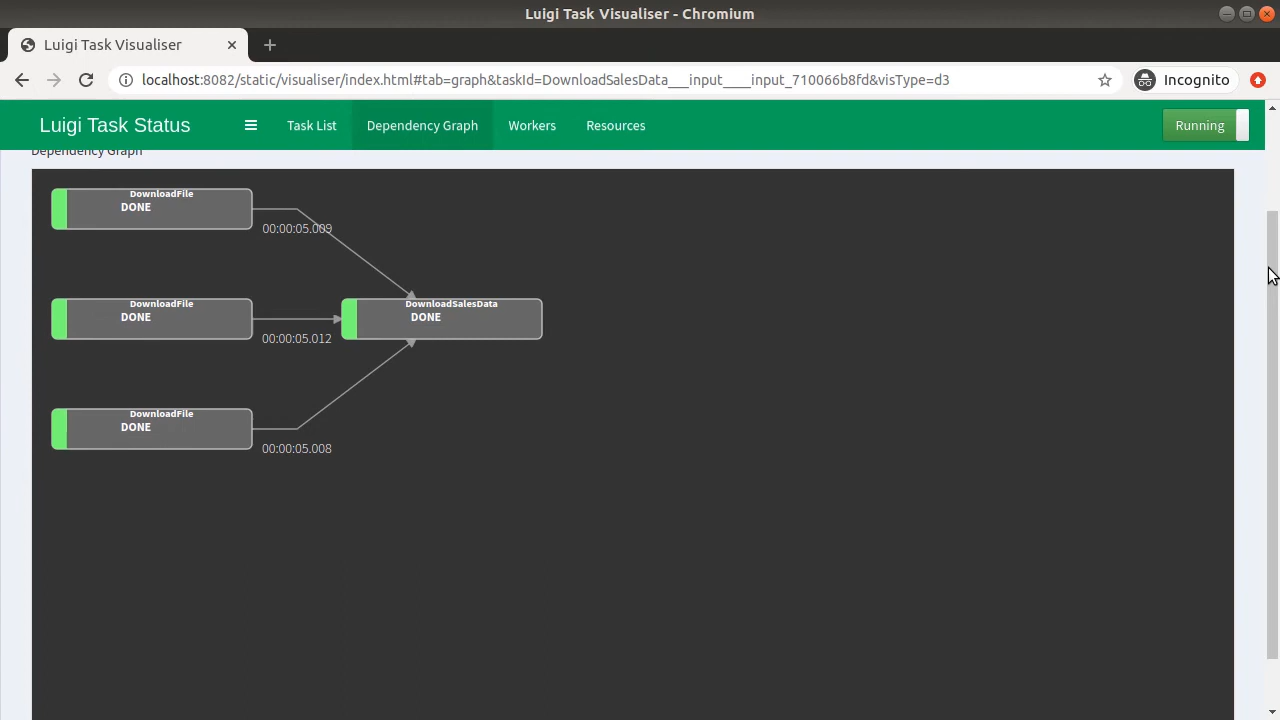 Luigi Task Visualiser - Chromium
Luigi Task Visualiser
localhost:8082/static/visualiser/index.html#tab=graph&taskId=DownloadSalesData___input____input_710066b8fd&visType=d3
Incognito
Luigi Task Status
Task List
Dependency Graph
Workers
Resources
Running
Dependency Graph
DownloadFile
DONE
00:00:05.009
DownloadFile
DONE
00:00:05.012
DownloadSalesData
DONE
DownloadFile
DONE
00:00:05.008